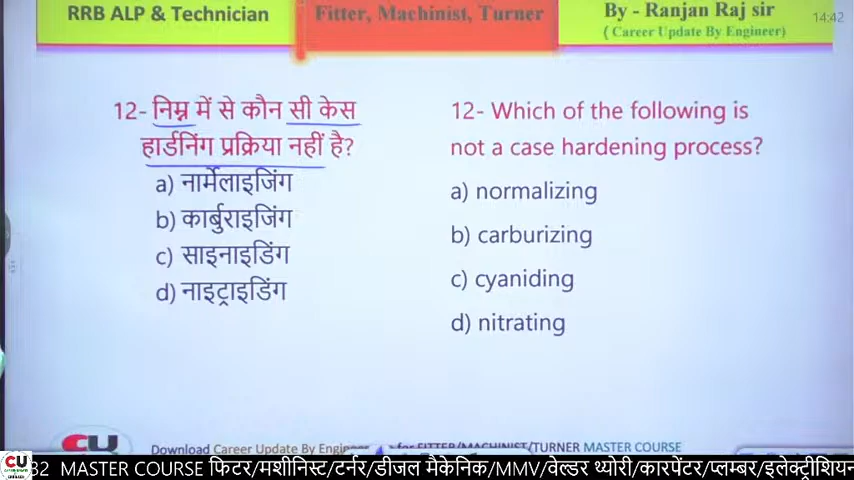 RRB ALP & Technician
Fitter, Machinist, Turner
By - Ranjan Raj sir
( Career Update By Engineer)
14:42
12- निम्न में से कौन सी केस
हार्डनिंग प्रक्रिया नहीं है?
a) नार्मेलाइजिंग
b) कार्बुराइजिंग
c) साइनाइडिंग
d) नाइट्राइडिंग
12- Which of the following is
not a case hardening process?
a) normalizing
b) carburizing
c) cyaniding
d) nitrating
CU
Download Career Update By Engineer for FITTER/MACHINIST/TURNER MASTER COURSE
CU
32 MASTER COURSE फिटर/मशीनिस्ट/टर्नर/डीजल मैकेनिक/MMV/वेल्डर थ्योरी/कारपेंटर/प्लम्बर/इलेक्ट्रीशियन